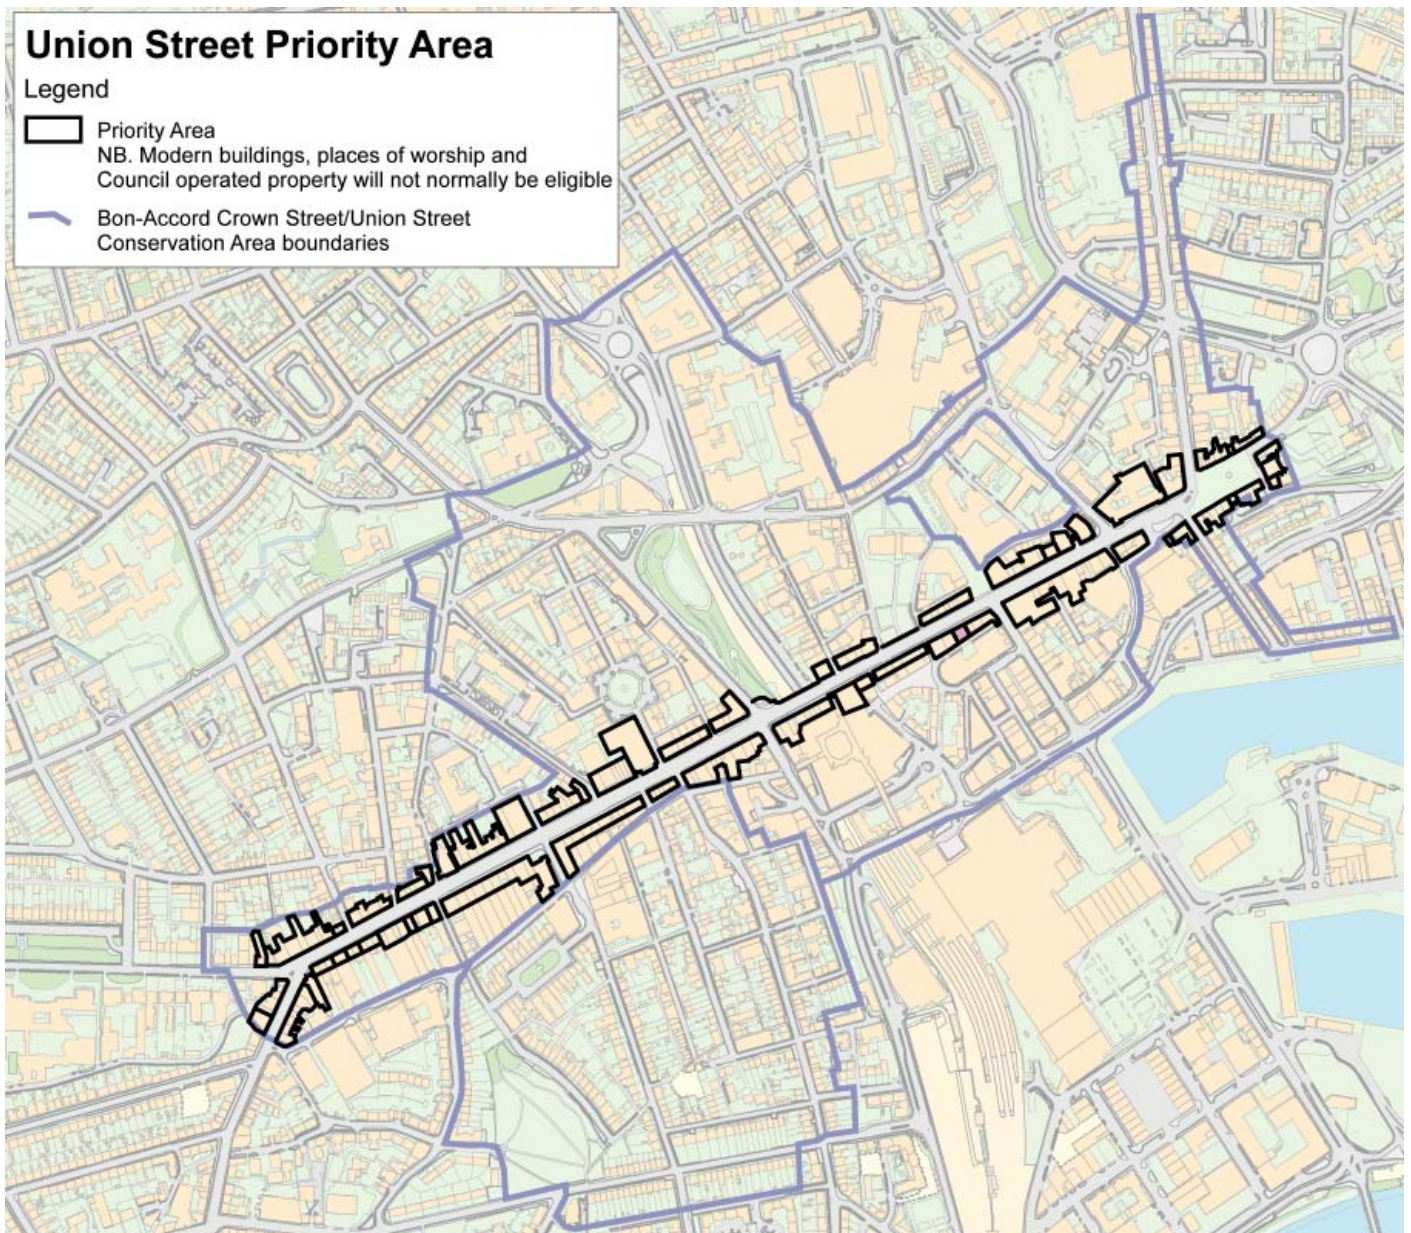 Union Street Priority Area
Legend
Priority Area
NB. Modern buildings, places of worship and
Council operated property will not normally be eligible
Bon-Accord Crown Street/Union Street
Conservation Area boundaries